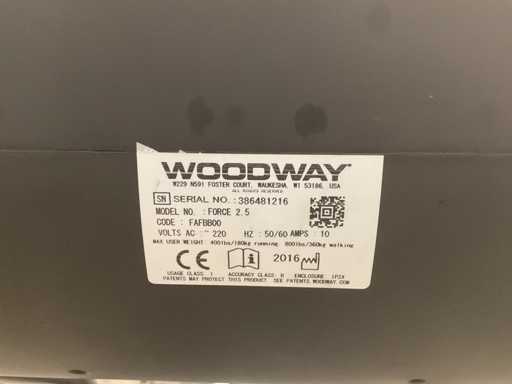 WOODWAY
W229 N591 FOSTER COURT, WAUKESHA, WI 53186, USA
ALL RIGHTS RESERVED
SN SERIAL NO.:386481216
MODEL NO. :FORCE 2.5
CODE : FAFBB00
VOLTS AC :~ 220 HZ :50/60 AMPS :10
MAX USER WEIGHT: 400lbs/180kg running 800lbs/360kg walking
CE i 2016
USAGE CLASS: I ACCURACY CLASS: B ENCLOSURE IP2X
PATENTS MAY PROTECT THIS PRODUCT. SEE PATENTS.WOODWAY.COM